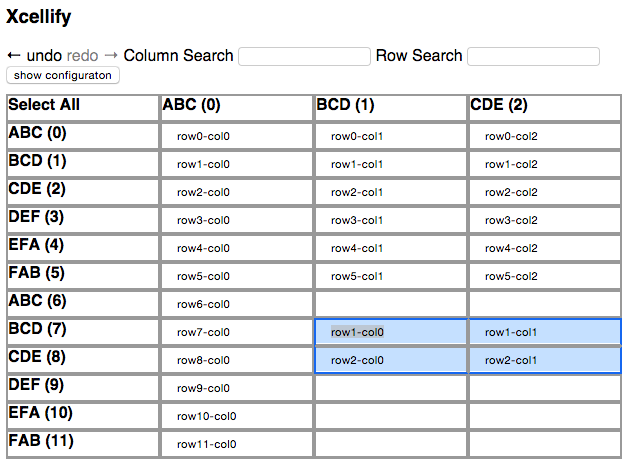 Xcellify
← undo redo → Column Search Row Search
show configuraton
Select All ABC (0) BCD (1) CDE (2)
ABC (0) row0-col0 row0-col1 row0-col2
BCD (1) row1-col0 row1-col1 row1-col2
CDE (2) row2-col0 row2-col1 row2-col2
DEF (3) row3-col0 row3-col1 row3-col2
EFA (4) row4-col0 row4-col1 row4-col2
FAB (5) row5-col0 row5-col1 row5-col2
ABC (6) row6-col0
BCD (7) row7-col0 row1-col0 row1-col1
CDE (8) row8-col0 row2-col0 row2-col1
DEF (9) row9-col0
EFA (10) row10-col0
FAB (11) row11-col0